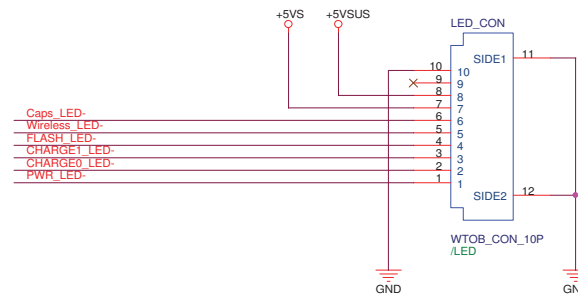 +5VS
+5VSUS
LED_CON
SIDE1
11
10
10
9
9
8
8
7
7
Caps_LED-
6
6
Wireless_LED-
5
5
FLASH_LED-
4
4
CHARGE1_LED-
3
3
CHARGE0_LED-
2
2
PWR_LED-
1
1
SIDE2
12
WTOB_CON_10P
/LED
GND
GN